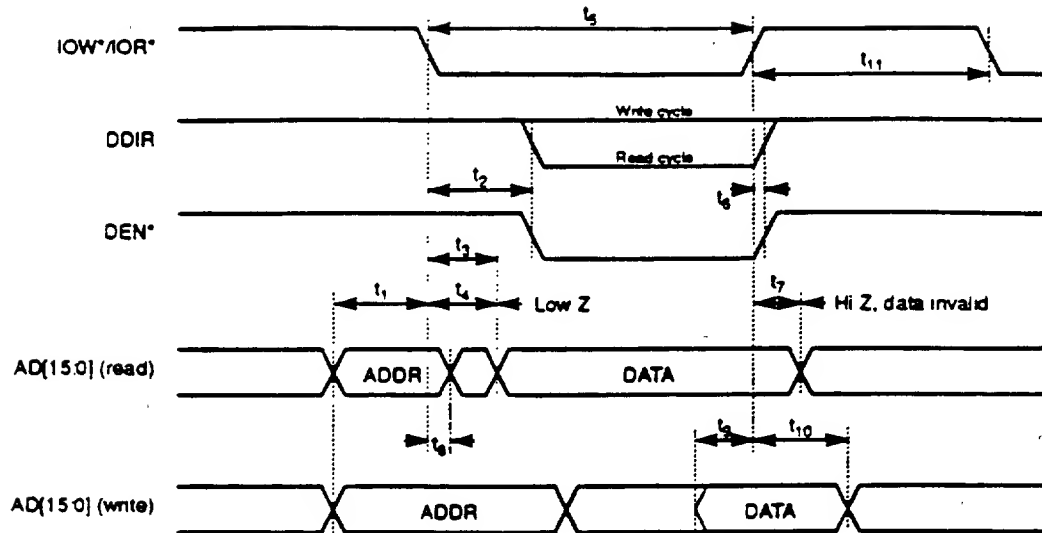 t5
IOW*/IOR*
t11
Write cycle
DDIR
Read cycle
t2
t6
DEN*
t3
t1
t4
Low Z
t7
Hi Z, data invalid
AD[15:0] (read)
ADDR
DATA
t8
t9
t10
AD[15:0] (write)
ADDR
DATA